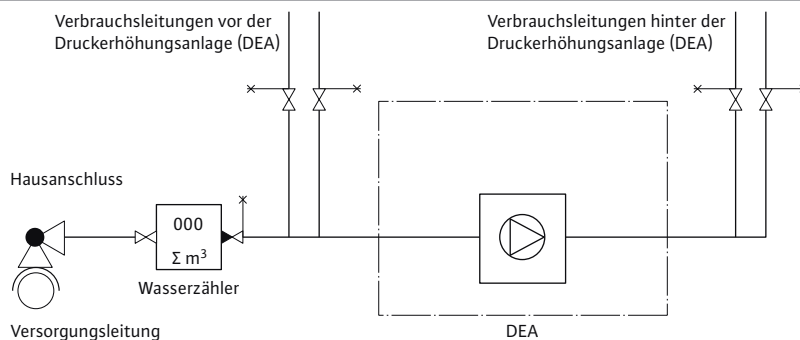 Verbrauchsleitungen vor der
Druckerhöhungsanlage (DEA)
Verbrauchsleitungen hinter der
Druckerhöhungsanlage (DEA)
Hausanschluss
000
Σ m³
Wasserzähler
Versorgungsleitung
DEA